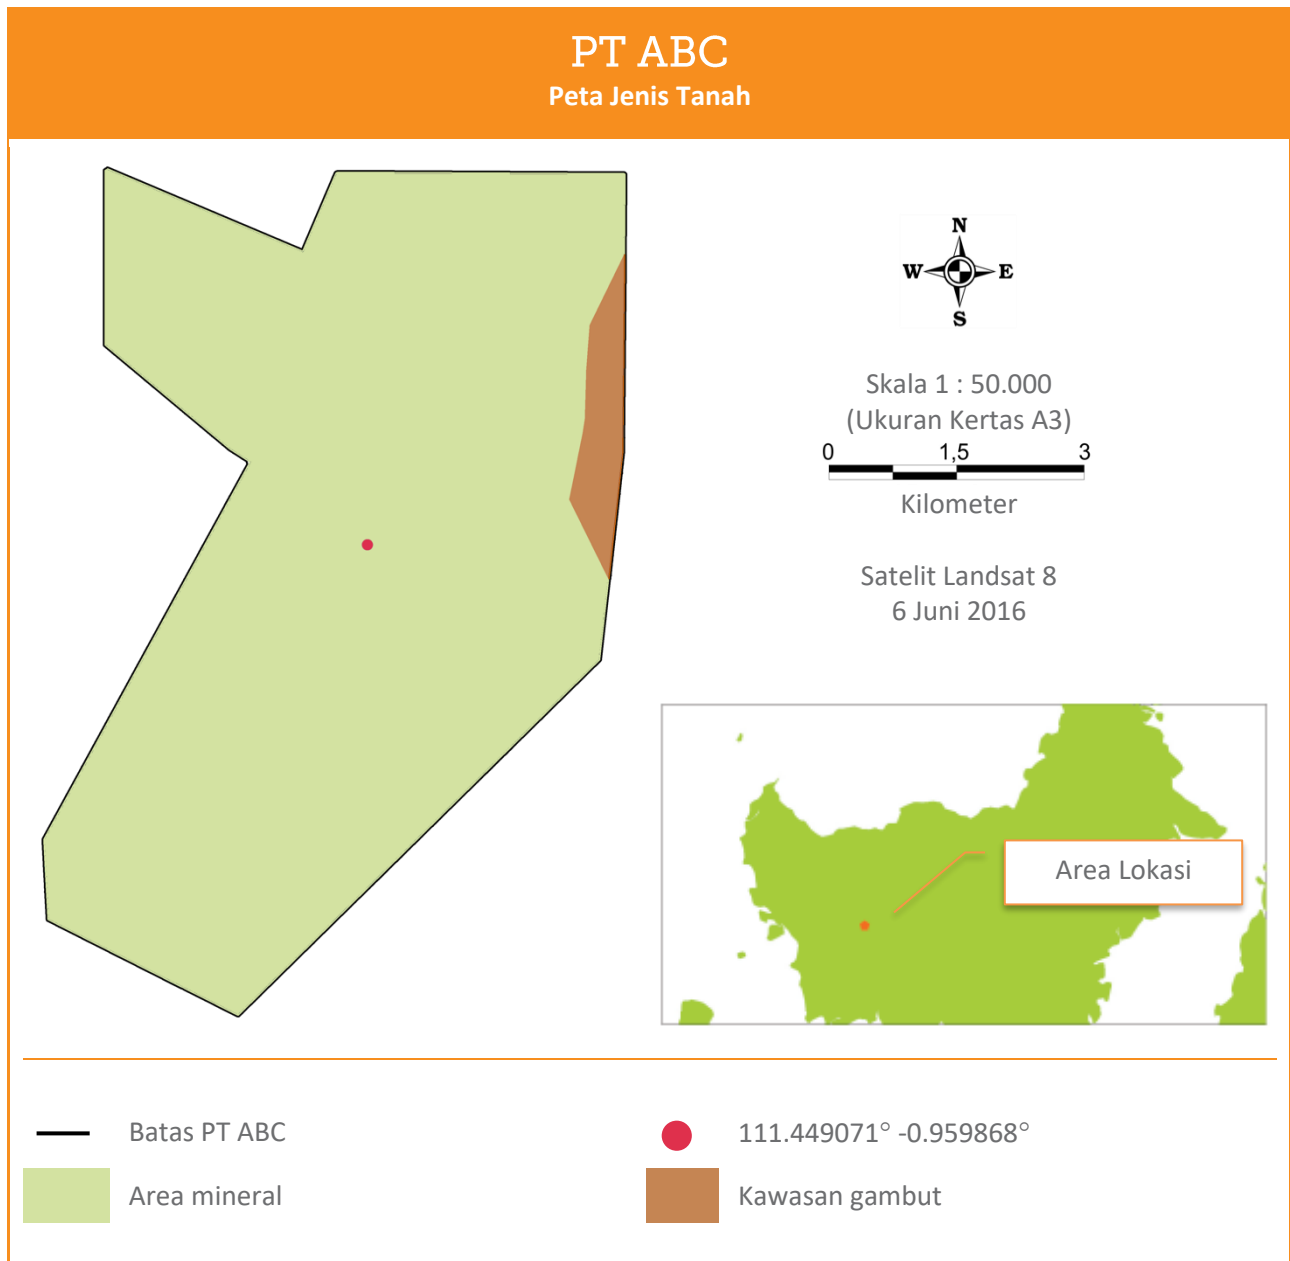 PT ABC
Peta Jenis Tanah
N
W E
S
Skala 1 : 50.000
(Ukuran Kertas A3)
0 1,5 3
Kilometer
Satelit Landsat 8
6 Juni 2016
Area Lokasi
Batas PT ABC
111.449071° -0.959868°
Area mineral
Kawasan gambut